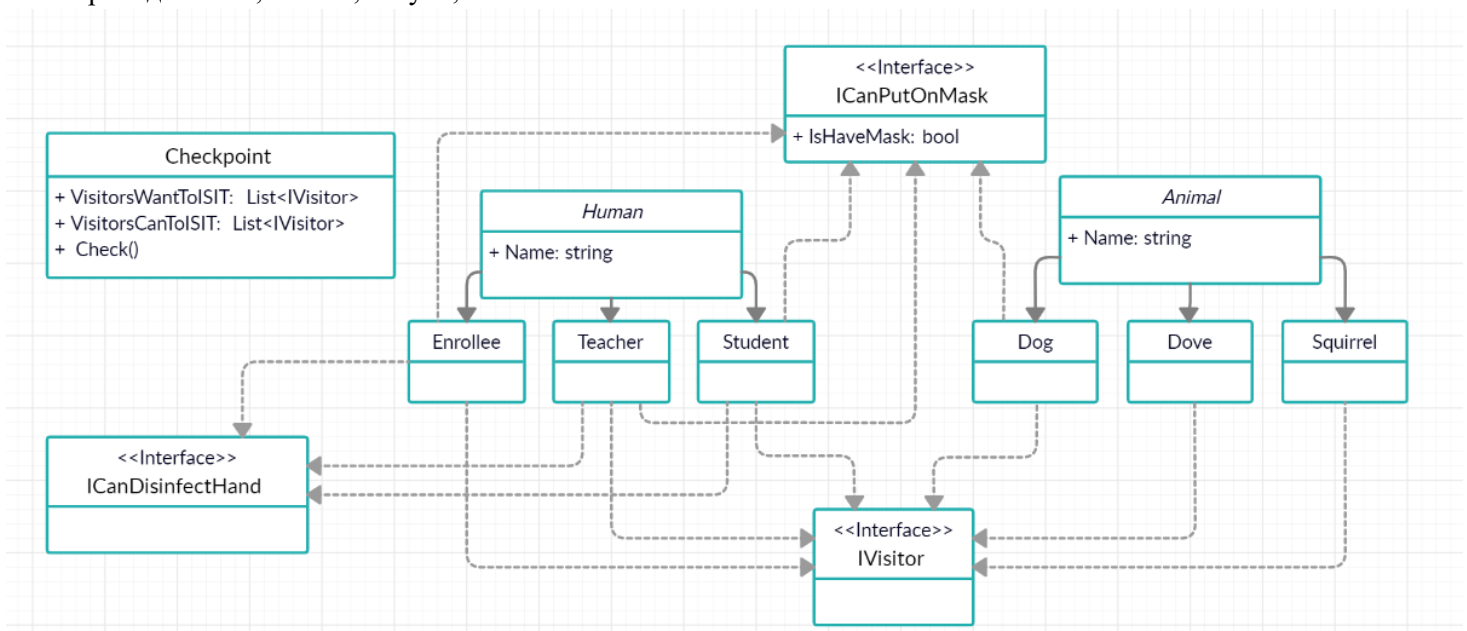 <<Interface>>
ICanPutOnMask
+ IsHaveMask: bool
Checkpoint
+ VisitorsWantToISIT: List<IVisitor>
+ VisitorsCanToISIT: List<IVisitor>
+ Check()
Human
+ Name: string
Animal
+ Name: string
Enrollee
Teacher
Student
Dog
Dove
Squirrel
<<Interface>>
ICanDisinfectHand
<<Interface>>
IVisitor